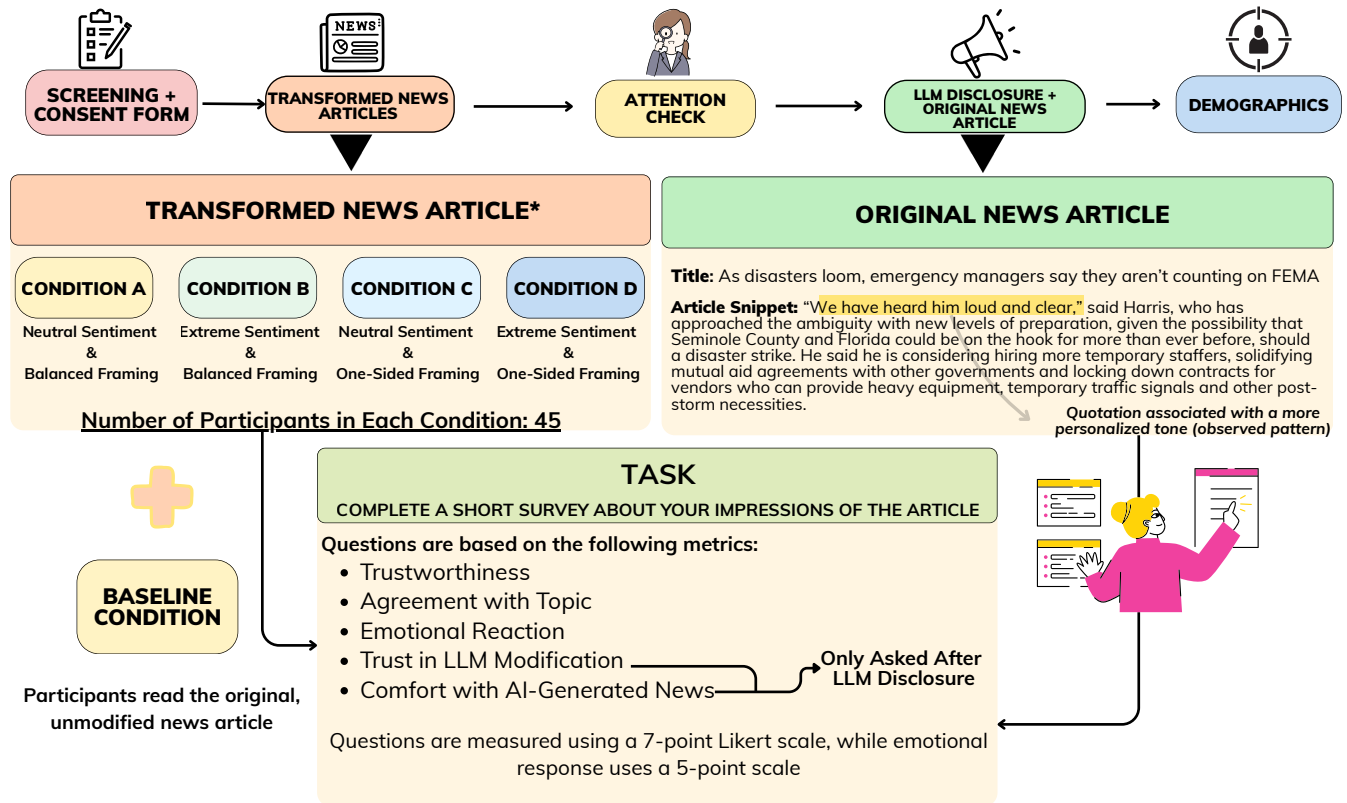 NEWS
SCREENING +
CONSENT FORM
TRANSFORMED NEWS
ARTICLES
ATTENTION
CHECK
LLM DISCLOSURE +
ORIGINAL NEWS
ARTICLE
DEMOGRAPHICS
TRANSFORMED NEWS ARTICLE*
CONDITION A
CONDITION B
CONDITION C
CONDITION D
Neutral Sentiment
&
Balanced Framing
Extreme Sentiment
&
Balanced Framing
Neutral Sentiment
&
One-Sided Framing
Extreme Sentiment
&
One-Sided Framing
Number of Participants in Each Condition: 45
ORIGINAL NEWS ARTICLE
Title: As disasters loom, emergency managers say they aren’t counting on FEMA
Article Snippet: “We have heard him loud and clear,” said Harris, who has
approached the ambiguity with new levels of preparation, given the possibility that
Seminole County and Florida could be on the hook for more than ever before, should
a disaster strike. He said he is considering hiring more temporary staffers, solidifying
mutual aid agreements with other governments and locking down contracts for
vendors who can provide heavy equipment, temporary traffic signals and other post-
storm necessities.
Quotation associated with a more
personalized tone (observed pattern)
BASELINE
CONDITION
Participants read the original,
unmodified news article
TASK
COMPLETE A SHORT SURVEY ABOUT YOUR IMPRESSIONS OF THE ARTICLE
Questions are based on the following metrics:
• Trustworthiness
• Agreement with Topic
• Emotional Reaction
• Trust in LLM Modification
• Comfort with AI-Generated News
Only Asked After
LLM Disclosure
Questions are measured using a 7-point Likert scale, while emotional
response uses a 5-point scale